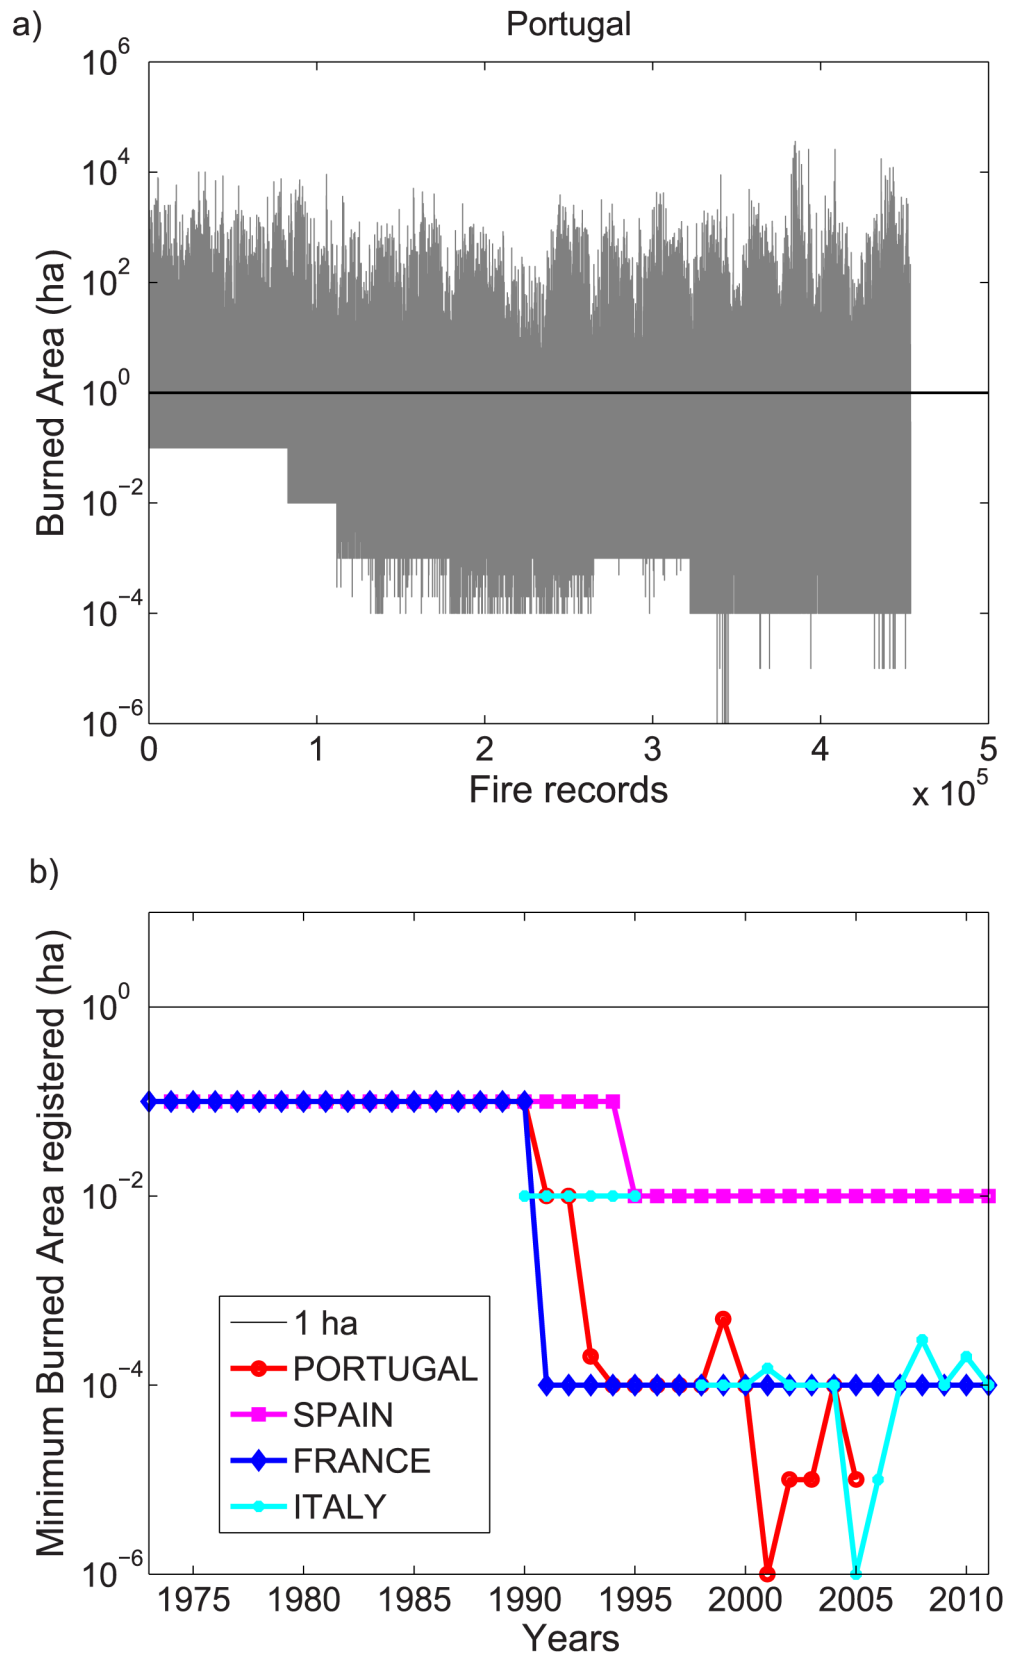 a)
Portugal
10^6
10^4
10^2
10^0
10^−2
10^−4
10^−6
Burned Area (ha)
0 1 2 3 4 5
Fire records
x 10^5
b)
10^0
10^−2
10^−4
10^−6
Minimum Burned Area registered (ha)
1 ha
PORTUGAL
SPAIN
FRANCE
ITALY
1975 1980 1985 1990 1995 2000 2005 2010
Years